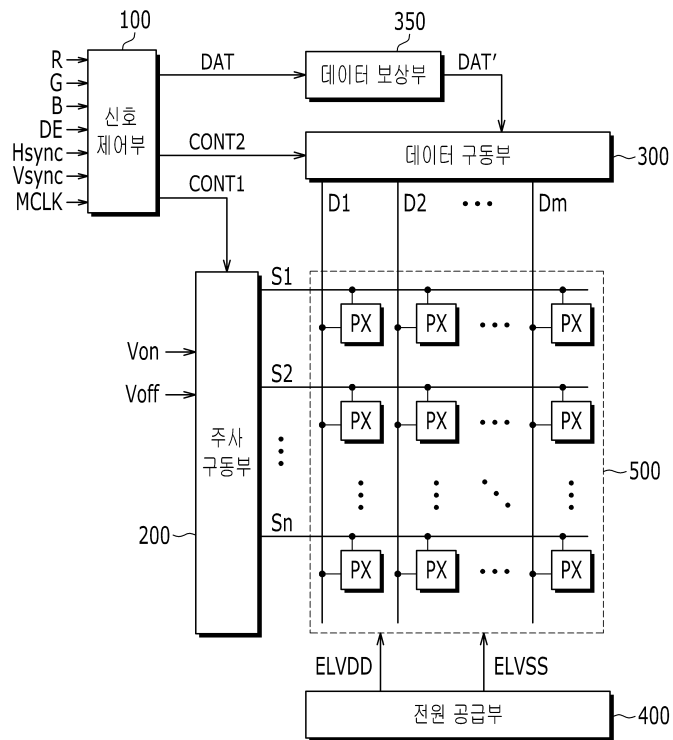 100
350
R
G
B
DE
Hsync
Vsync
MCLK
신호
제어부
DAT
데이터 보상부
DAT′
CONT2
데이터 구동부
300
CONT1
D1
D2
Dm
S1
PX
PX
PX
Von
Voff
S2
PX
PX
PX
주사
구동부
500
200
Sn
PX
PX
PX
ELVDD
ELVSS
전원 공급부
400